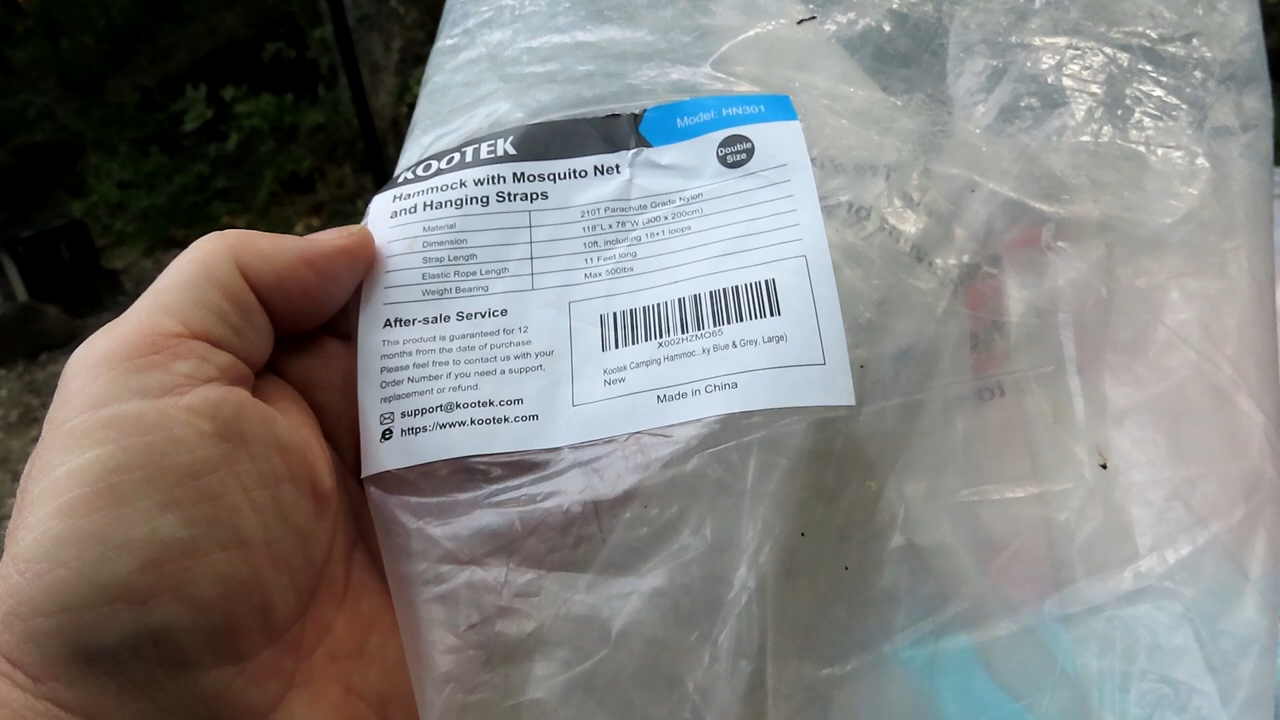 KOOTEK
Model: HN301
Double
Size
Hammock with Mosquito Net
and Hanging Straps
Material 210T Parachute Grade Nylon
Dimension 118"L x 78"W (300 x 200cm)
Strap Length 10ft, including 18+1 loops
Elastic Rope Length 11 Feet long
Weight Bearing Max 500lbs
After-sale Service
This product is guaranteed for 12
months from the date of purchase.
Please feel free to contact us with your
Order Number if you need a support,
replacement or refund.
support@kootek.com
https://www.kootek.com
X002HZMO65
Kootek Camping Hammoc...ky Blue & Grey, Large)
New
Made in China